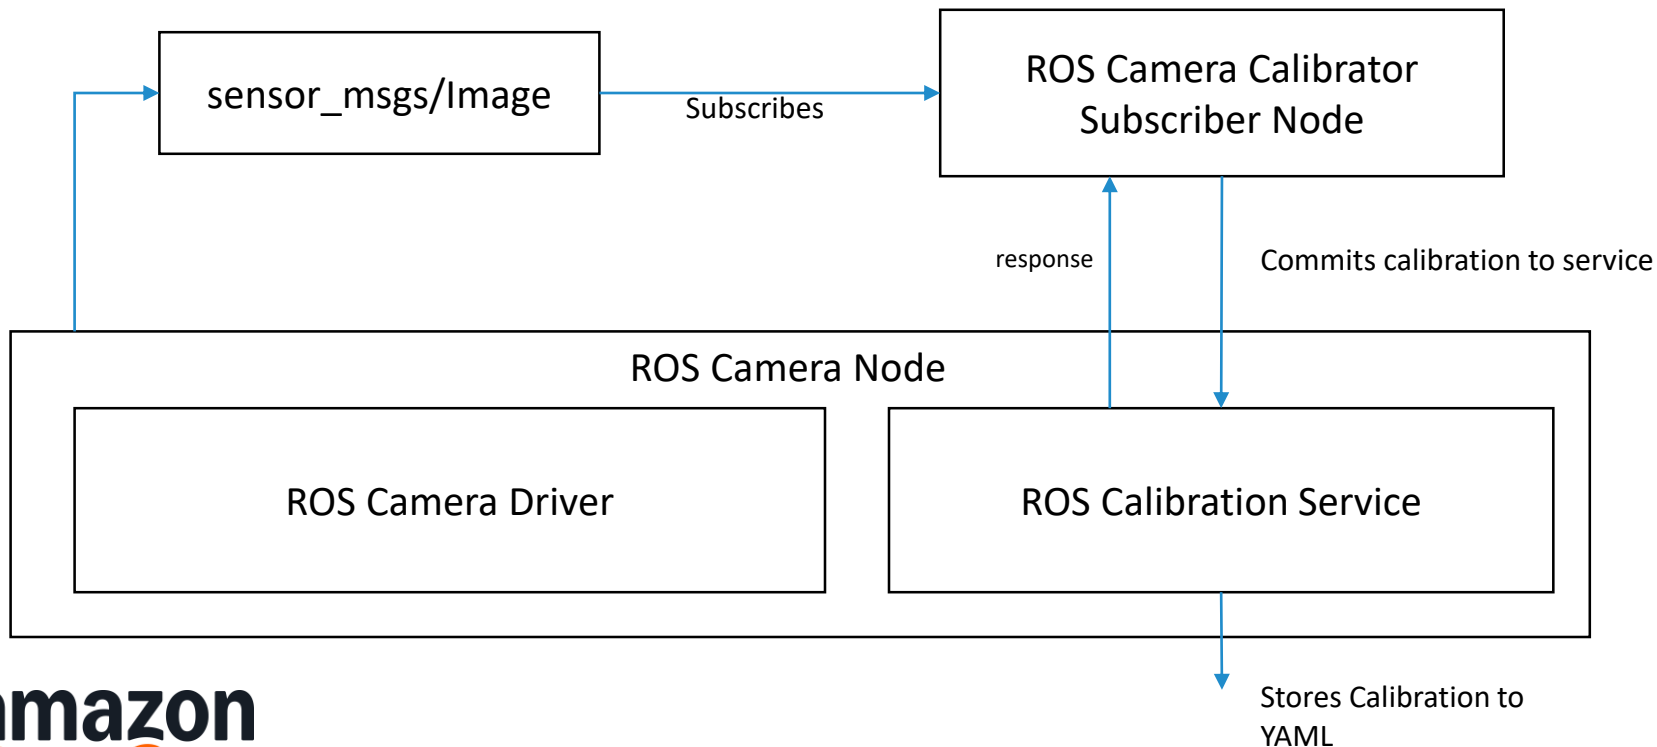 sensor_msgs/Image
Subscribes
ROS Camera Calibrator
Subscriber Node
response
Commits calibration to service
ROS Camera Node
ROS Camera Driver
ROS Calibration Service
Stores Calibration to
YAML
amazon